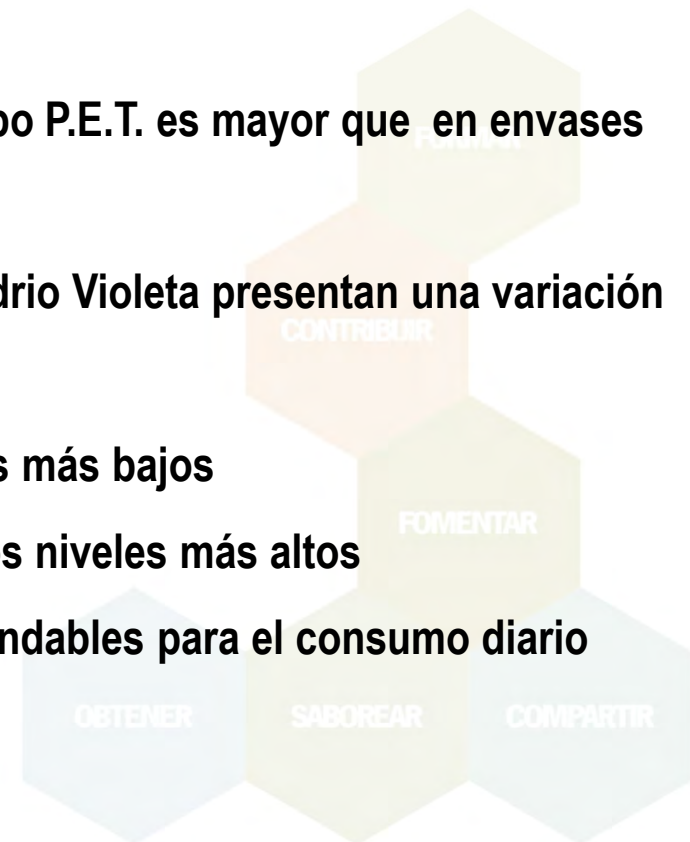 po P.E.T. es mayor que en envases
FORMAR
drio Violeta presentan una variación
CONTRIBUIR
s más bajos
FOMENTAR
os niveles más altos
ndables para el consumo diario
OBTENER SABOREAR COMPARTIR